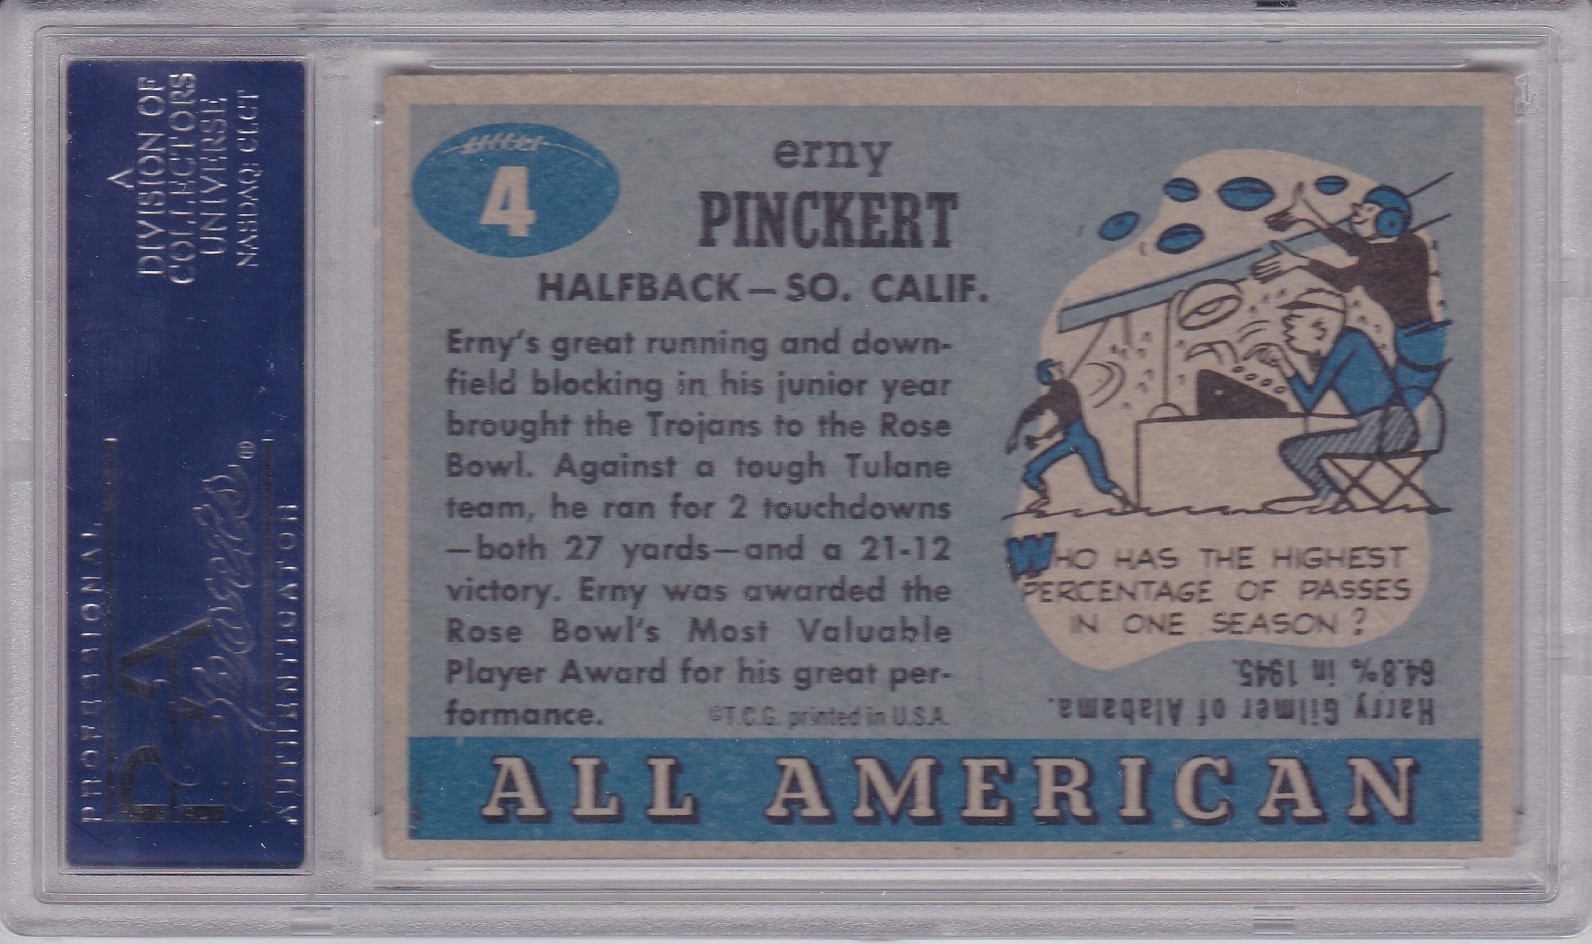 A
DIVISION OF
COLLECTORS
UNIVERSE
NASDAQ: CLCT
PROFESSIONAL
PSA
Sports®
AUTHENTICATOR
4
erny
PINCKERT
HALFBACK—SO. CALIF.
Erny's great running and down-
field blocking in his junior year
brought the Trojans to the Rose
Bowl. Against a tough Tulane
team, he ran for 2 touchdowns
—both 27 yards—and a 21-12
victory. Erny was awarded the
Rose Bowl's Most Valuable
Player Award for his great per-
formance.
©T.C.G. printed in U.S.A.
WHO HAS THE HIGHEST
PERCENTAGE OF PASSES
IN ONE SEASON?
Harry Gilmer of Alabama.
64.8% in 1945.
ALL AMERICAN